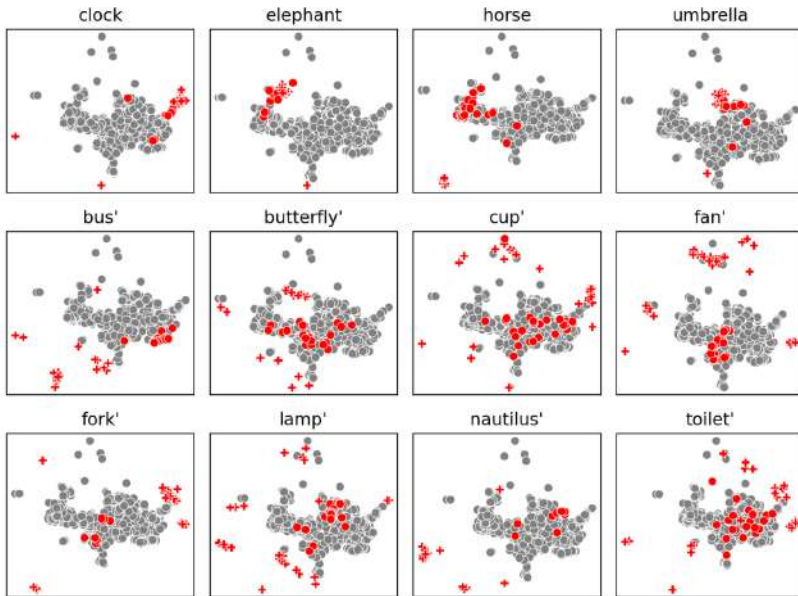 clock
elephant
horse
umbrella
bus'
butterfly'
cup'
fan'
fork'
lamp'
nautilus'
toilet'